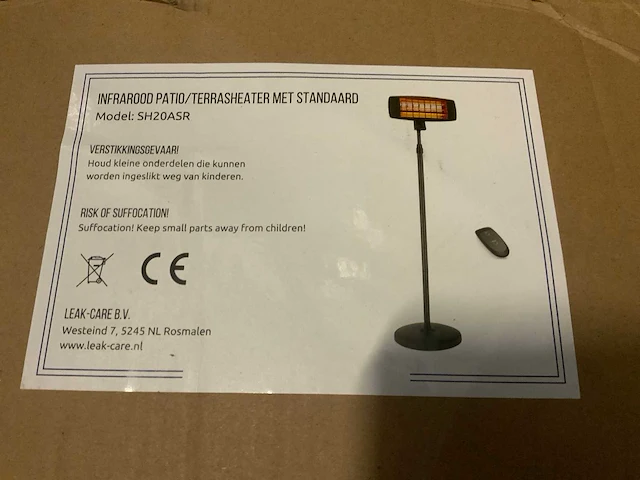 INFRAROOD PATIO/TERRASHEATER MET STANDAARD
Model: SH20ASR
VERSTIKKINGSGEVAAR!
Houd kleine onderdelen die kunnen
worden ingeslikt weg van kinderen.
RISK OF SUFFOCATION!
Suffocation! Keep small parts away from children!
CE
LEAK-CARE B.V.
Westeind 7, 5245 NL Rosmalen
www.leak-care.nl